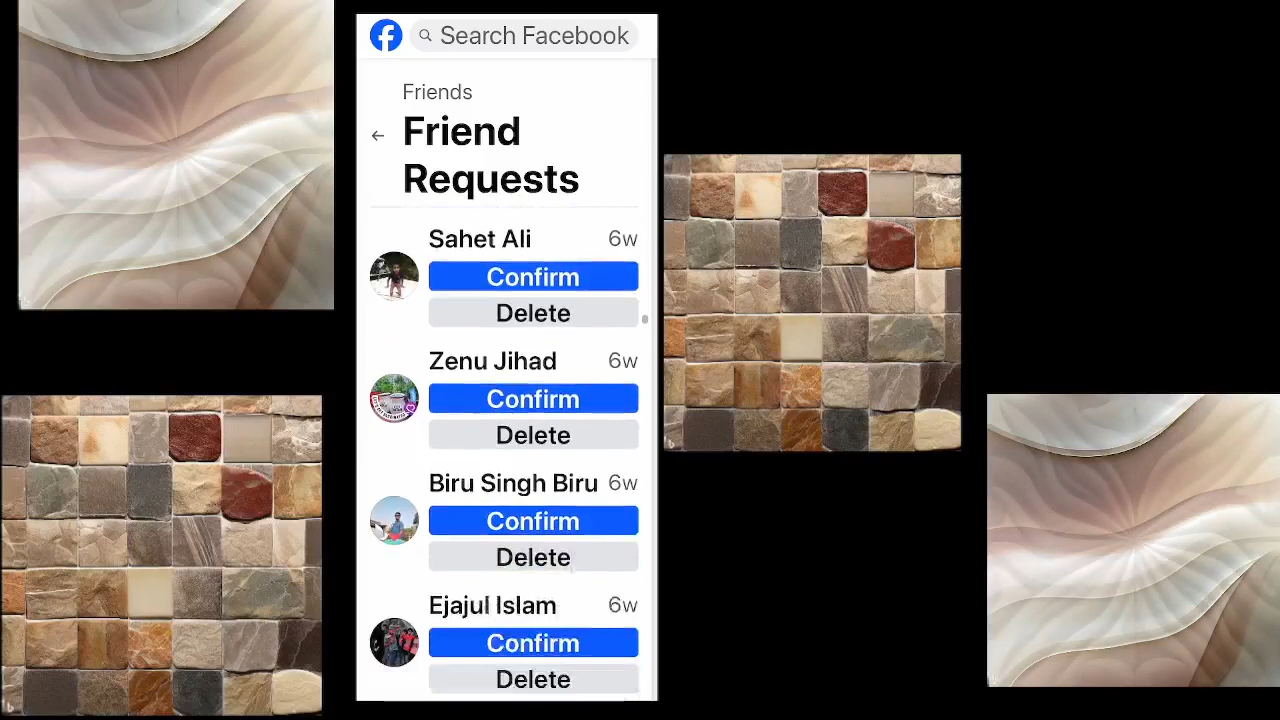 Search Facebook
Friends
Friend
Requests
Sahet Ali 6w
Confirm
Delete
Zenu Jihad 6w
Confirm
Delete
Biru Singh Biru 6w
Confirm
Delete
Ejajul Islam 6w
Confirm
Delete